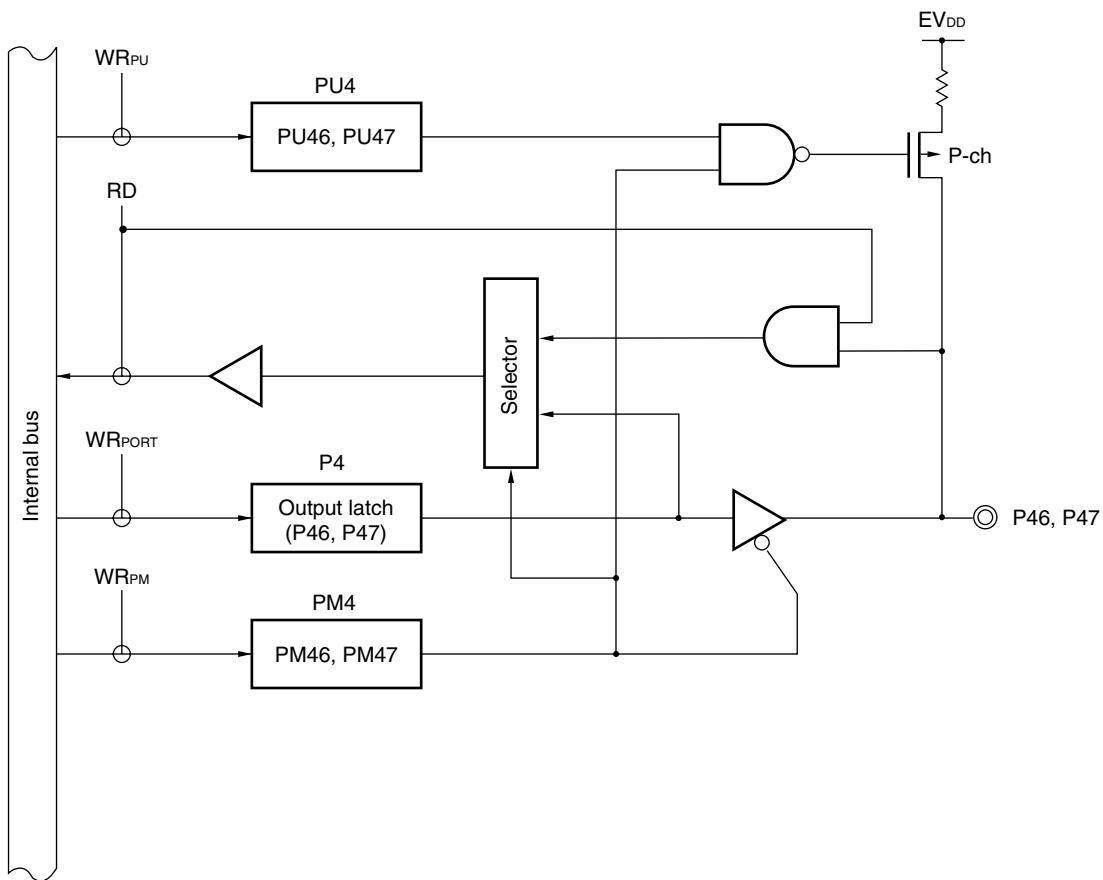 EVDD
WRPU
PU4
PU46, PU47
P-ch
RD
Selector
Internal bus
WRPORT
P4
Output latch
(P46, P47)
P46, P47
WRPM
PM4
PM46, PM47